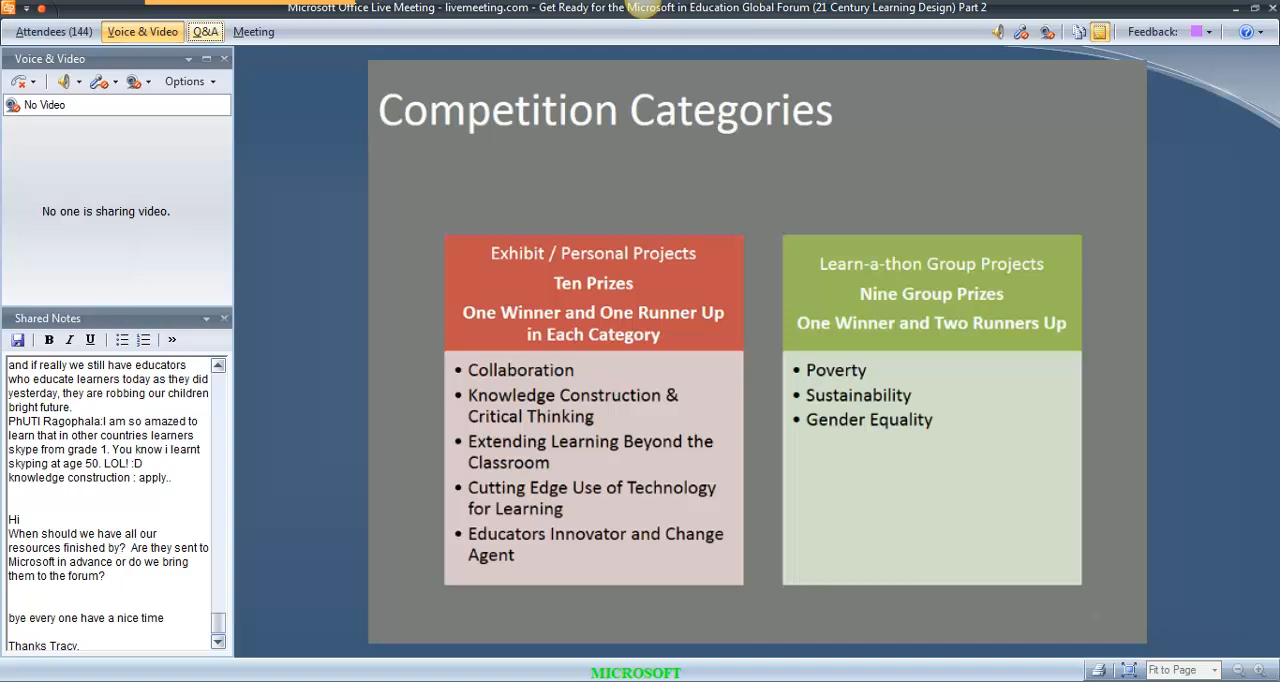 Microsoft Office Live Meeting - livemeeting.com - Get Ready for the Microsoft in Education Global Forum (21 Century Learning Design) Part 2
Attendees (144)
Voice & Video
Q&A
Meeting
Feedback:
Voice & Video
Options
No Video
No one is sharing video.
Shared Notes
B I U
»
and if really we still have educators
who educate learners today as they did
yesterday, they are robbing our children
bright future.
PhUTI Ragophala:I am so amazed to
learn that in other countries learners
skype from grade 1. You know i learnt
skyping at age 50. LOL! :D
knowledge construction : apply..
Hi
When should we have all our
resources finished by? Are they sent to
Microsoft in advance or do we bring
them to the forum?
bye every one have a nice time
Thanks Tracy.
Competition Categories
Exhibit / Personal Projects
Ten Prizes
One Winner and One Runner Up
in Each Category
• Collaboration
• Knowledge Construction &
Critical Thinking
• Extending Learning Beyond the
Classroom
• Cutting Edge Use of Technology
for Learning
• Educators Innovator and Change
Agent
Learn-a-thon Group Projects
Nine Group Prizes
One Winner and Two Runners Up
• Poverty
• Sustainability
• Gender Equality
MICROSOFT
Fit to Page